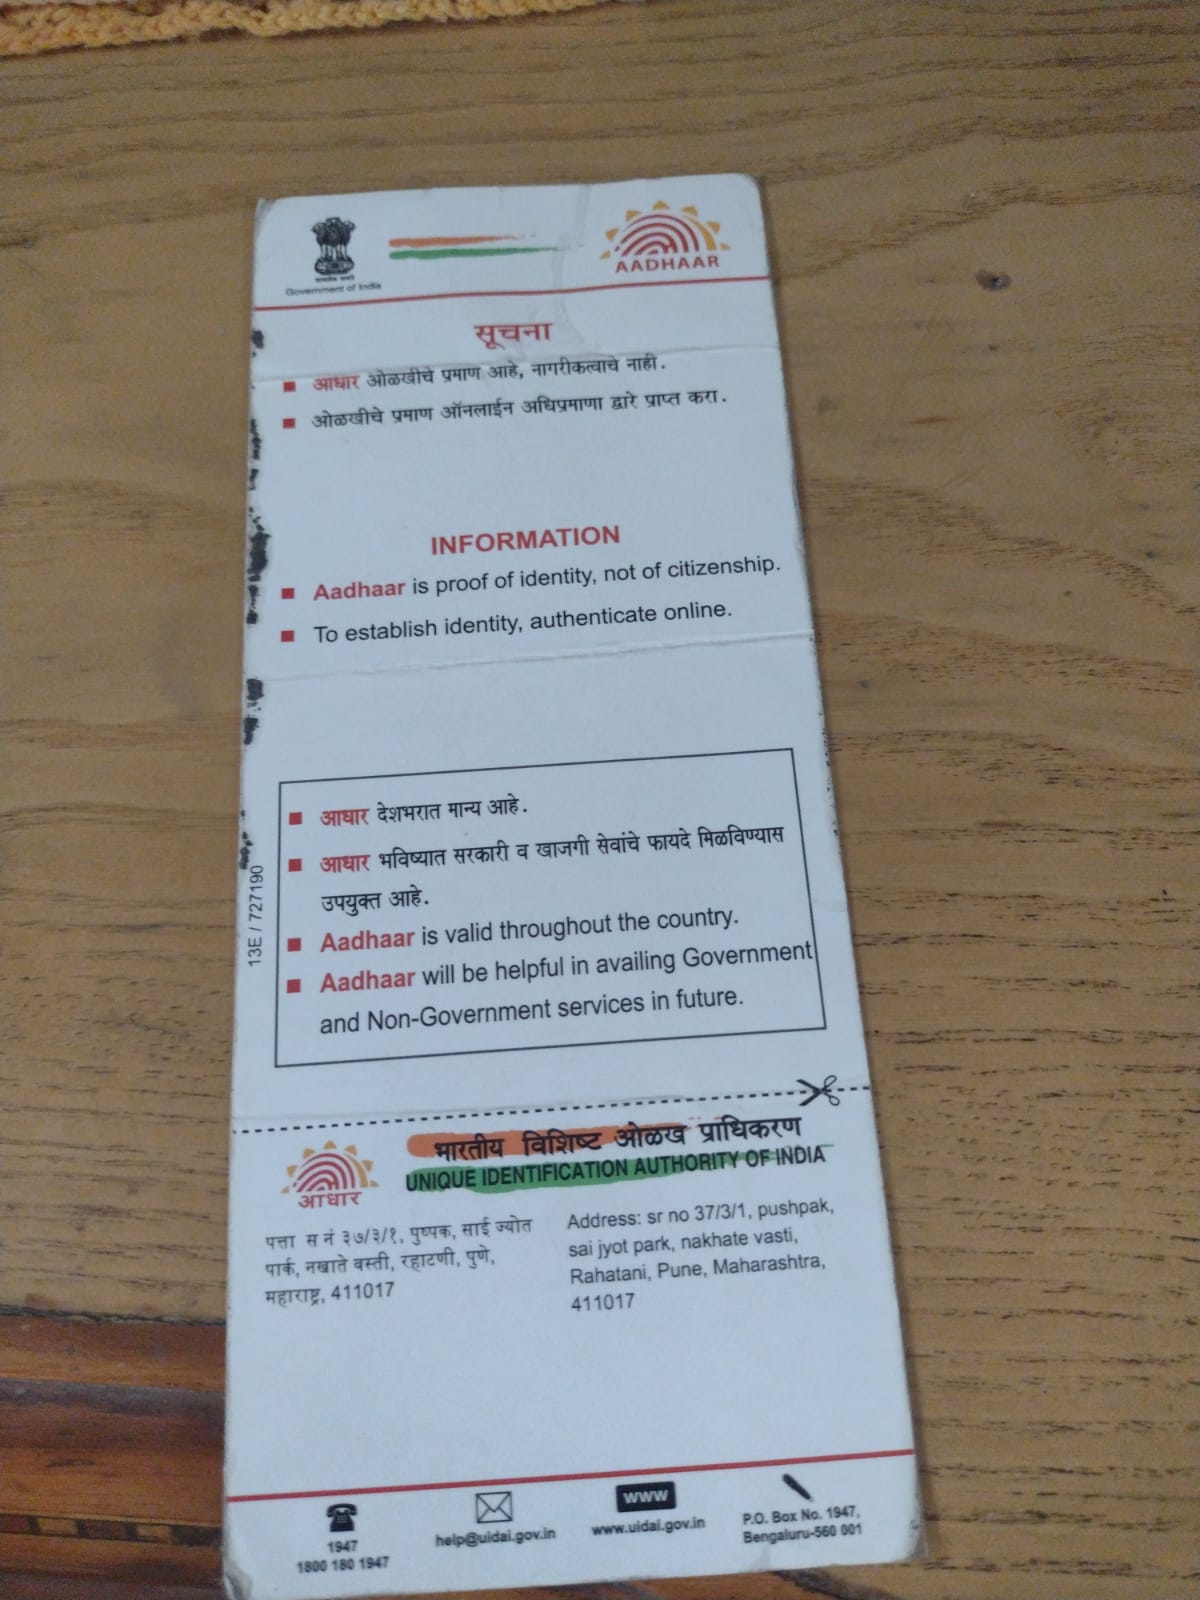 Government of India
AADHAAR
सूचना
आधार ओळखीचे प्रमाण आहे, नागरीकत्वाचे नाही.
ओळखीचे प्रमाण ऑनलाईन अधिप्रमाणा द्वारे प्राप्त करा.
INFORMATION
Aadhaar is proof of identity, not of citizenship.
To establish identity, authenticate online.
आधार देशभरात मान्य आहे.
आधार भविष्यात सरकारी व खाजगी सेवांचे फायदे मिळविण्यास
उपयुक्त आहे.
Aadhaar is valid throughout the country.
Aadhaar will be helpful in availing Government
and Non-Government services in future.
13E / 727190
भारतीय विशिष्ट ओळख प्राधिकरण
UNIQUE IDENTIFICATION AUTHORITY OF INDIA
आधार
पत्ता स नं ३७/३/१, पुष्पक, साई ज्योत
पार्क, नखाते वस्ती, रहाटणी, पुणे,
महाराष्ट्र, 411017
Address: sr no 37/3/1, pushpak,
sai jyot park, nakhate vasti,
Rahatani, Pune, Maharashtra,
411017
1947
1800 180 1947
help@uidai.gov.in
www
www.uidai.gov.in
P.O. Box No. 1947,
Bengaluru-560 001